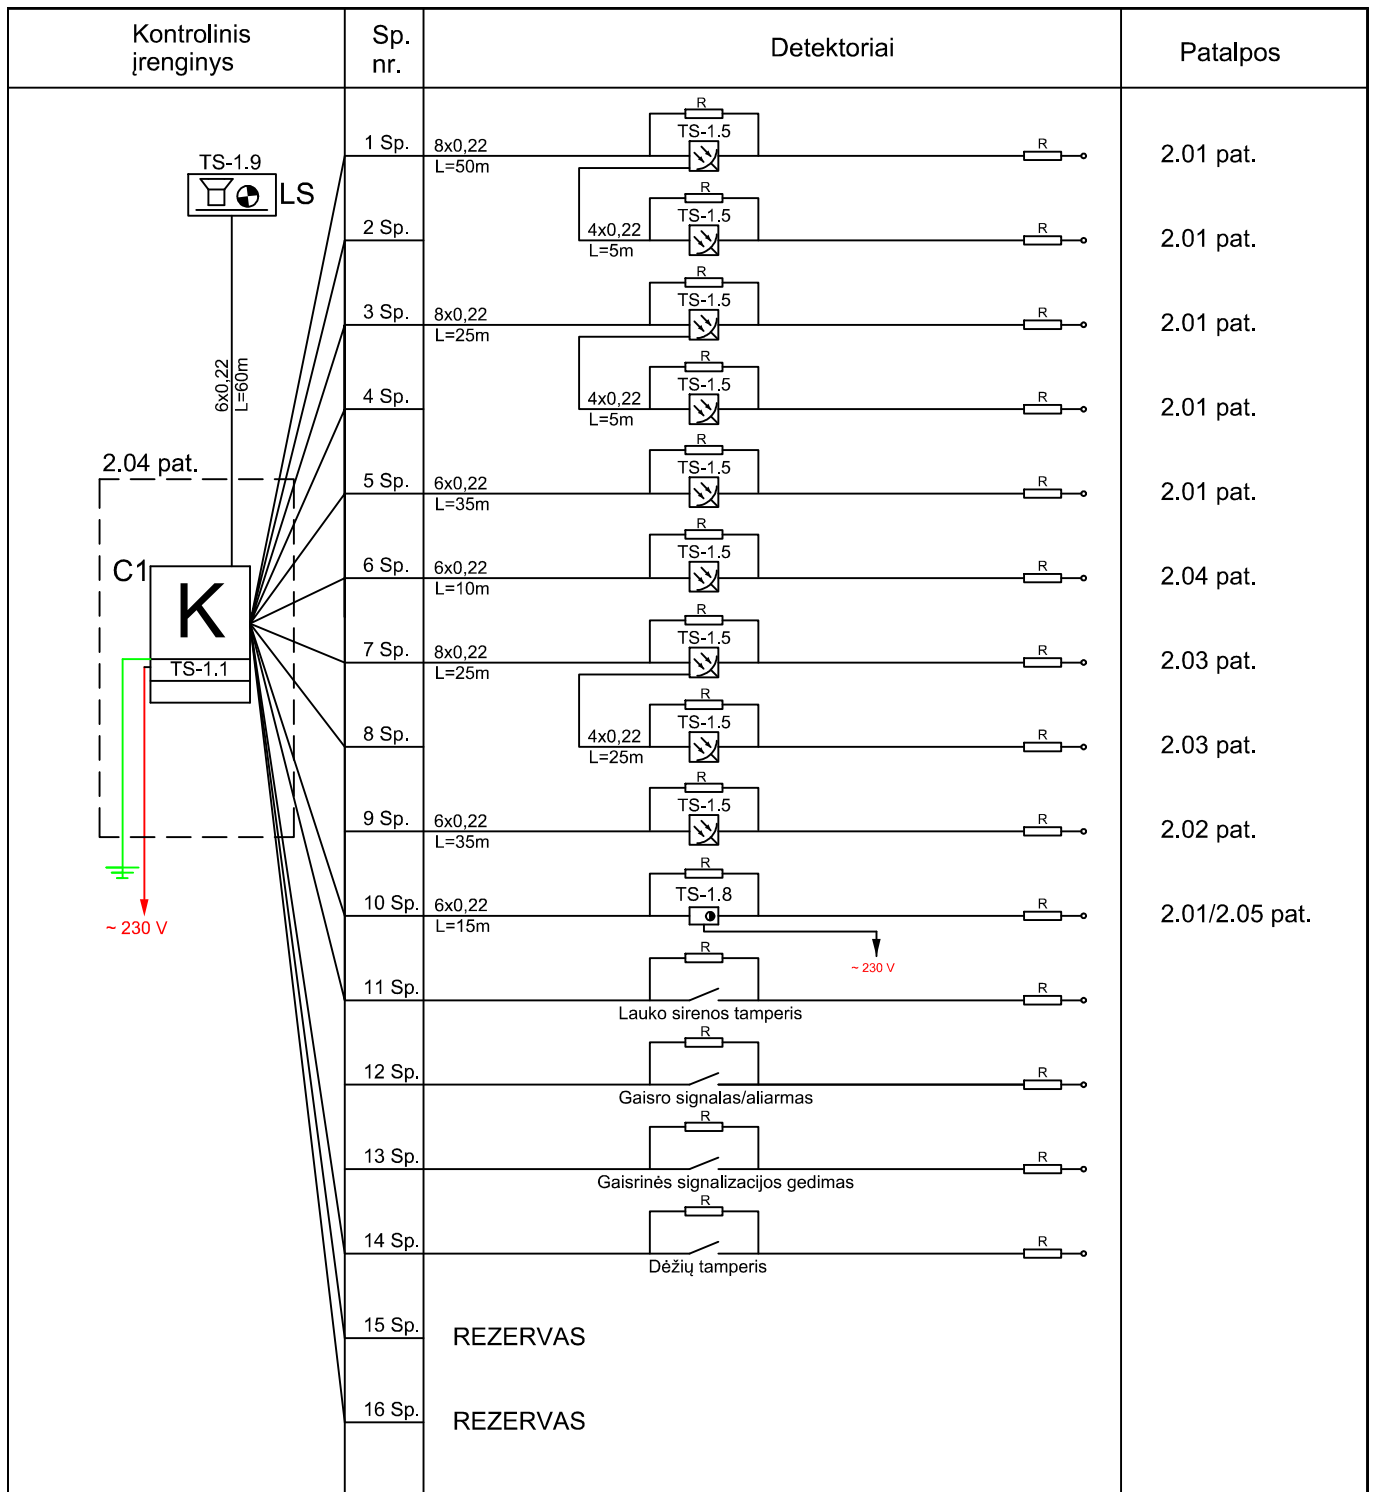 Kontrolinis
įrenginys
Sp.
nr.
Detektoriai
Patalpos
TS-1.9
LS
6x0,22
L=60m
2.04 pat.
C1
K
TS-1.1
~ 230 V
R
TS-1.5
1 Sp.
8x0,22
L=50m
R
2.01 pat.
R
TS-1.5
2 Sp.
4x0,22
L=5m
R
2.01 pat.
R
TS-1.5
3 Sp.
8x0,22
L=25m
R
2.01 pat.
R
TS-1.5
4 Sp.
4x0,22
L=5m
R
2.01 pat.
R
TS-1.5
5 Sp.
6x0,22
L=35m
R
2.01 pat.
R
TS-1.5
6 Sp.
6x0,22
L=10m
R
2.04 pat.
R
TS-1.5
7 Sp.
8x0,22
L=25m
R
2.03 pat.
R
TS-1.5
8 Sp.
4x0,22
L=25m
R
2.03 pat.
R
TS-1.5
9 Sp.
6x0,22
L=35m
R
2.02 pat.
R
TS-1.8
10 Sp.
6x0,22
L=15m
R
2.01/2.05 pat.
~ 230 V
R
11 Sp.
R
Lauko sirenos tamperis
R
12 Sp.
R
Gaisro signalas/aliarmas
R
13 Sp.
R
Gaisrinės signalizacijos gedimas
R
14 Sp.
R
Dėžių tamperis
15 Sp.
REZERVAS
16 Sp.
REZERVAS